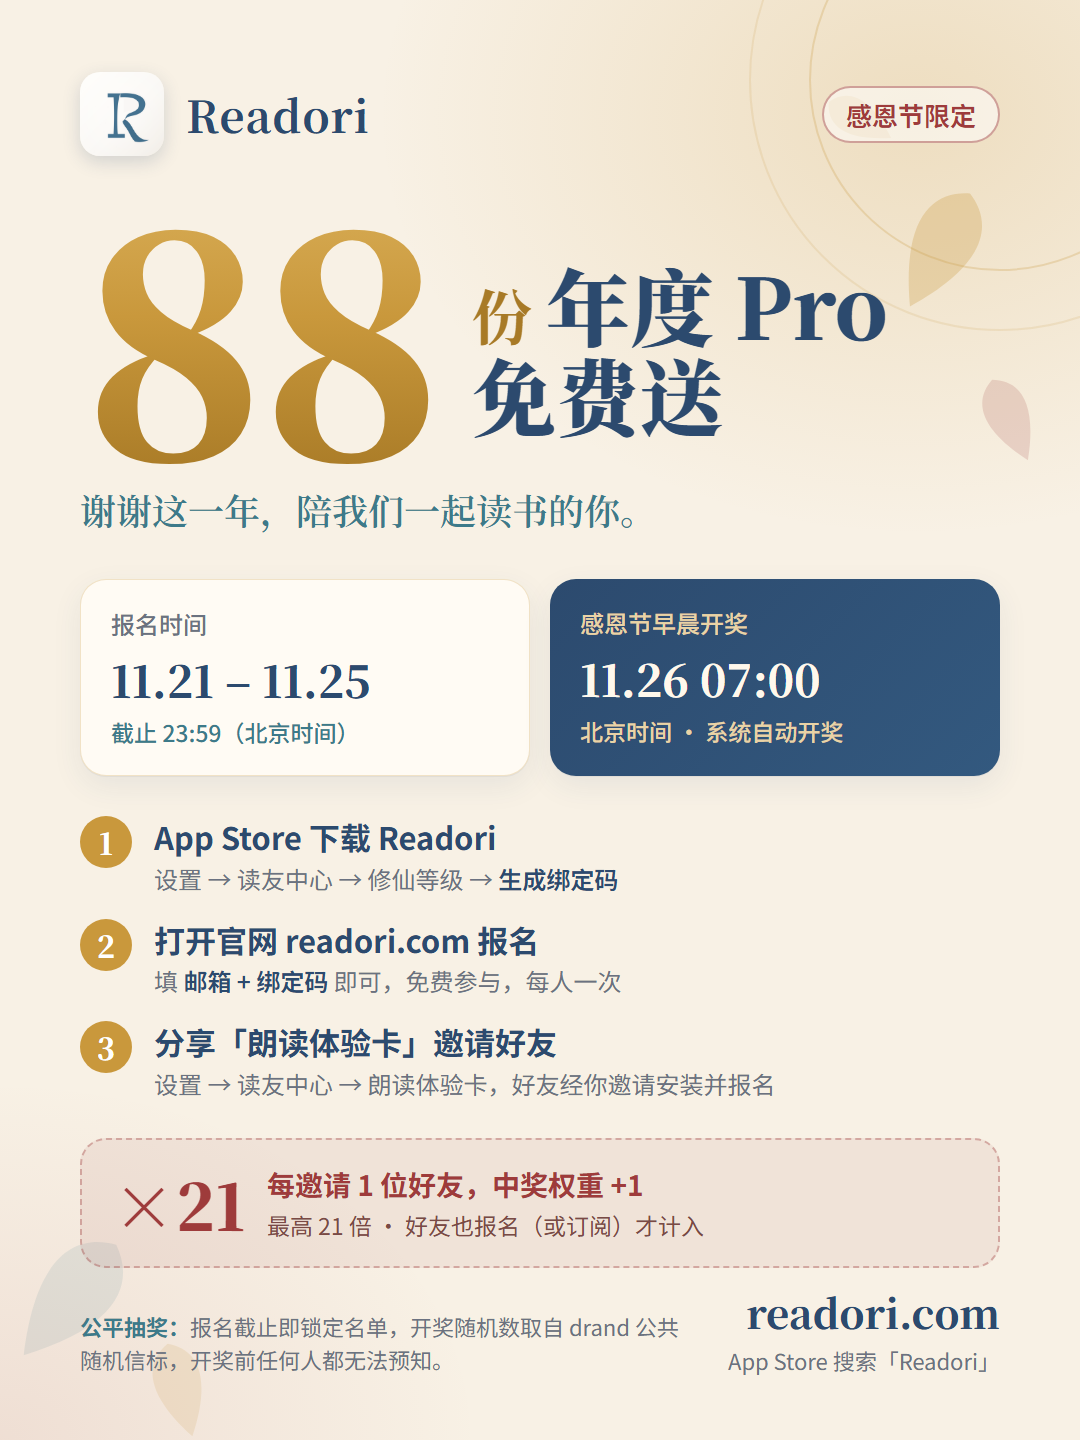 R
Readori
感恩节限定
88
份 年度 Pro
免费送
谢谢这一年，陪我们一起读书的你。
报名时间
11.21 – 11.25
截止 23:59（北京时间）
感恩节早晨开奖
11.26 07:00
北京时间 · 系统自动开奖
1
App Store 下载 Readori
设置 → 读友中心 → 修仙等级 → 生成绑定码
2
打开官网 readori.com 报名
填 邮箱 + 绑定码 即可，免费参与，每人一次
3
分享「朗读体验卡」邀请好友
设置 → 读友中心 → 朗读体验卡，好友经你邀请安装并报名
×21
每邀请 1 位好友，中奖权重 +1
最高 21 倍 · 好友也报名（或订阅）才计入
公平抽奖：报名截止即锁定名单，开奖随机数取自 drand 公共
随机信标，开奖前任何人都无法预知。
readori.com
App Store 搜索「Readori」